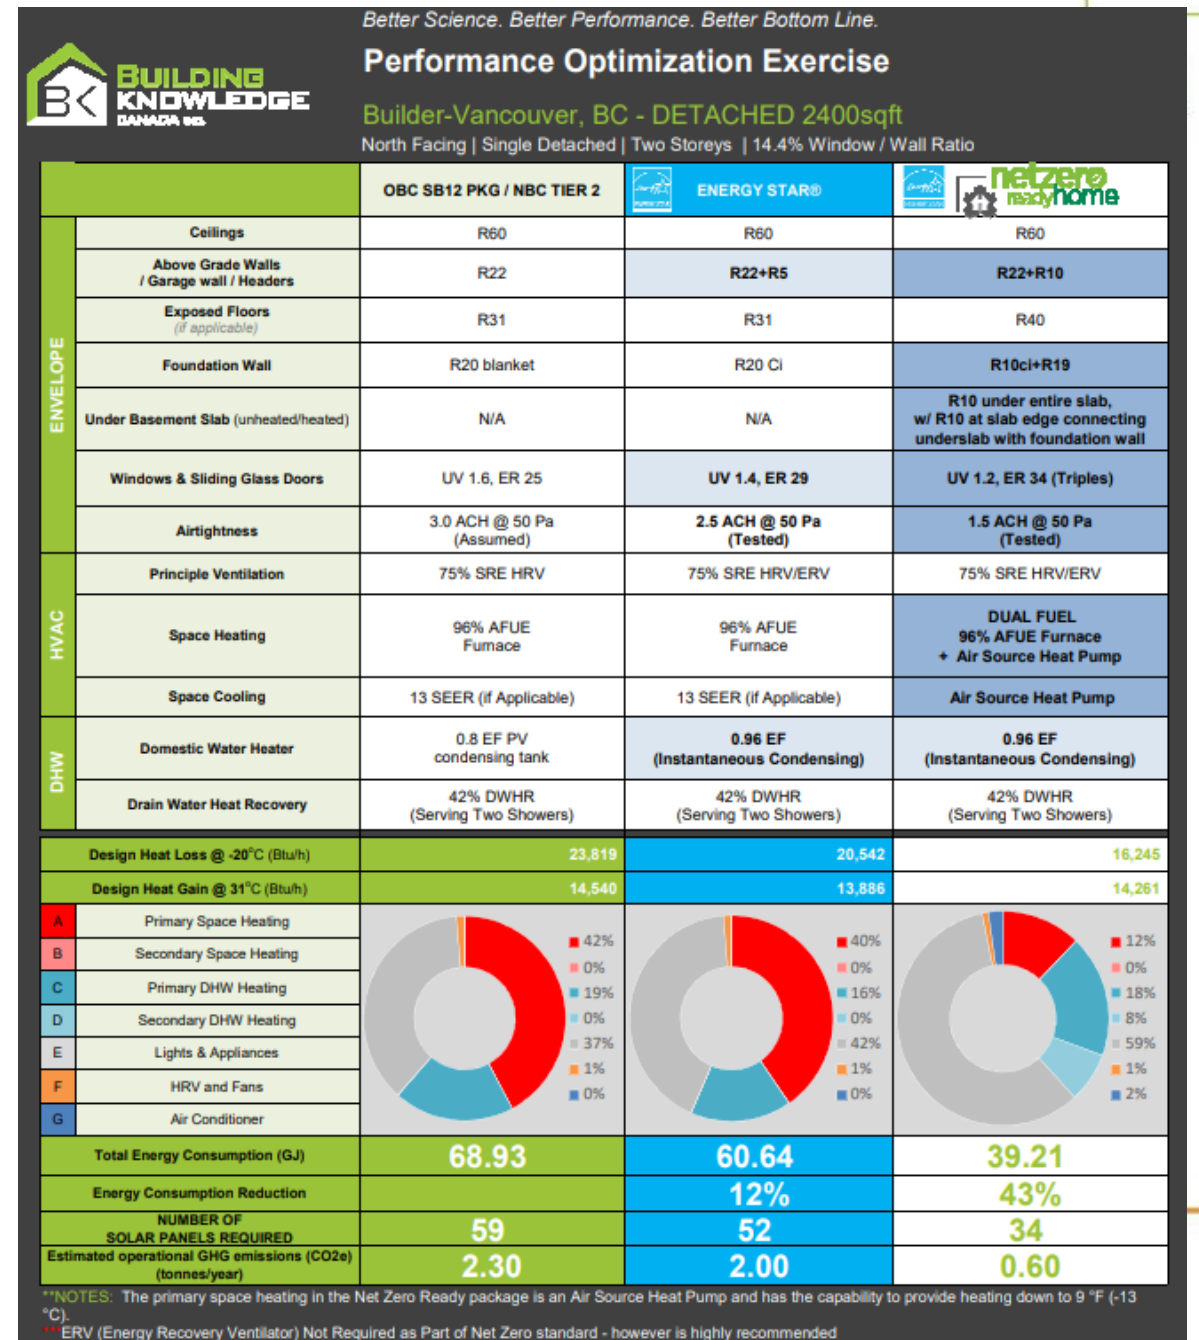 Better Science. Better Performance. Better Bottom Line.
BUILDING
KNOWLEDGE
CANADA INC.
BK
Performance Optimization Exercise
Builder-Vancouver, BC - DETACHED 2400sqft
North Facing | Single Detached | Two Storeys | 14.4% Window / Wall Ratio
OBC SB12 PKG / NBC TIER 2
ENERGY STAR®
netzero
readyhome
ENVELOPE
Ceilings
R60
R60
R60
Above Grade Walls
/ Garage wall / Headers
R22
R22+R5
R22+R10
Exposed Floors
(if applicable)
R31
R31
R40
Foundation Wall
R20 blanket
R20 Ci
R10ci+R19
Under Basement Slab (unheated/heated)
N/A
N/A
R10 under entire slab,
w/ R10 at slab edge connecting
underslab with foundation wall
Windows & Sliding Glass Doors
UV 1.6, ER 25
UV 1.4, ER 29
UV 1.2, ER 34 (Triples)
Airtightness
3.0 ACH @ 50 Pa
(Assumed)
2.5 ACH @ 50 Pa
(Tested)
1.5 ACH @ 50 Pa
(Tested)
HVAC
Principle Ventilation
75% SRE HRV
75% SRE HRV/ERV
75% SRE HRV/ERV
Space Heating
96% AFUE
Furnace
96% AFUE
Furnace
DUAL FUEL
96% AFUE Furnace
+ Air Source Heat Pump
Space Cooling
13 SEER (if Applicable)
13 SEER (if Applicable)
Air Source Heat Pump
DHW
Domestic Water Heater
0.8 EF PV
condensing tank
0.96 EF
(Instantaneous Condensing)
0.96 EF
(Instantaneous Condensing)
Drain Water Heat Recovery
42% DWHR
(Serving Two Showers)
42% DWHR
(Serving Two Showers)
42% DWHR
(Serving Two Showers)
Design Heat Loss @ -20°C (Btu/h)
23,819
20,542
16,245
Design Heat Gain @ 31°C (Btu/h)
14,540
13,886
14,261
A Primary Space Heating
B Secondary Space Heating
C Primary DHW Heating
D Secondary DHW Heating
E Lights & Appliances
F HRV and Fans
G Air Conditioner
42%
0%
19%
0%
37%
1%
0%
40%
0%
16%
0%
42%
1%
0%
12%
0%
18%
8%
59%
1%
2%
Total Energy Consumption (GJ)
68.93
60.64
39.21
Energy Consumption Reduction
12%
43%
NUMBER OF
SOLAR PANELS REQUIRED
59
52
34
Estimated operational GHG emissions (CO2e)
(tonnes/year)
2.30
2.00
0.60
**NOTES: The primary space heating in the Net Zero Ready package is an Air Source Heat Pump and has the capability to provide heating down to 9 °F (-13
°C).
***ERV (Energy Recovery Ventilator) Not Required as Part of Net Zero standard - however is highly recommended